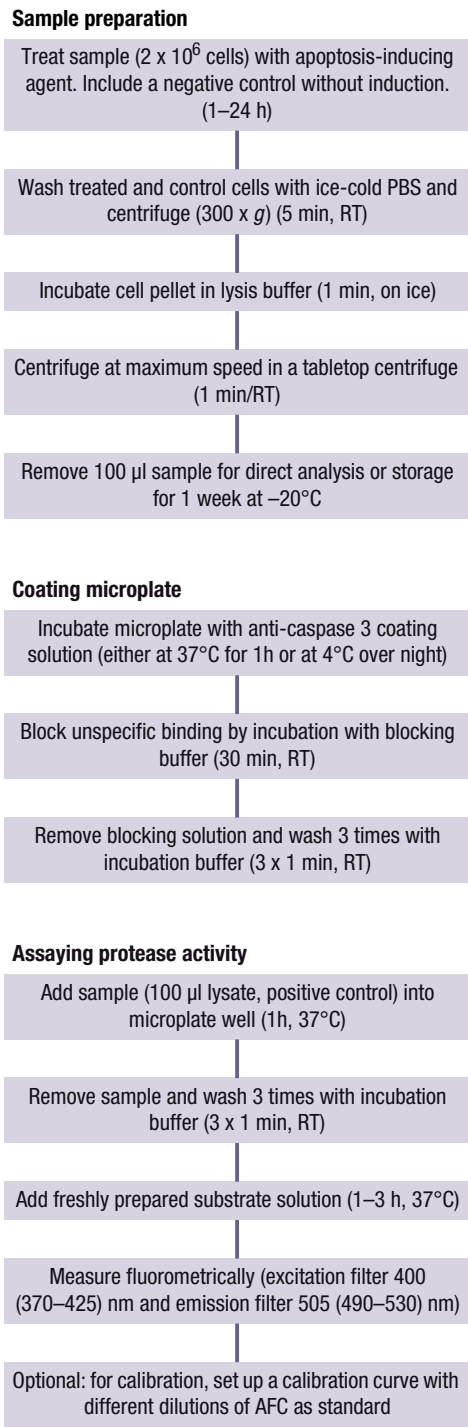 Sample preparation
Treat sample (2 x 10⁶ cells) with apoptosis-inducing
agent. Include a negative control without induction.
(1–24 h)
Wash treated and control cells with ice-cold PBS and
centrifuge (300 x g) (5 min, RT)
Incubate cell pellet in lysis buffer (1 min, on ice)
Centrifuge at maximum speed in a tabletop centrifuge
(1 min/RT)
Remove 100 µl sample for direct analysis or storage
for 1 week at –20°C
Coating microplate
Incubate microplate with anti-caspase 3 coating
solution (either at 37°C for 1h or at 4°C over night)
Block unspecific binding by incubation with blocking
buffer (30 min, RT)
Remove blocking solution and wash 3 times with
incubation buffer (3 x 1 min, RT)
Assaying protease activity
Add sample (100 µl lysate, positive control) into
microplate well (1h, 37°C)
Remove sample and wash 3 times with incubation
buffer (3 x 1 min, RT)
Add freshly prepared substrate solution (1–3 h, 37°C)
Measure fluorometrically (excitation filter 400
(370–425) nm and emission filter 505 (490–530) nm)
Optional: for calibration, set up a calibration curve with
different dilutions of AFC as standard